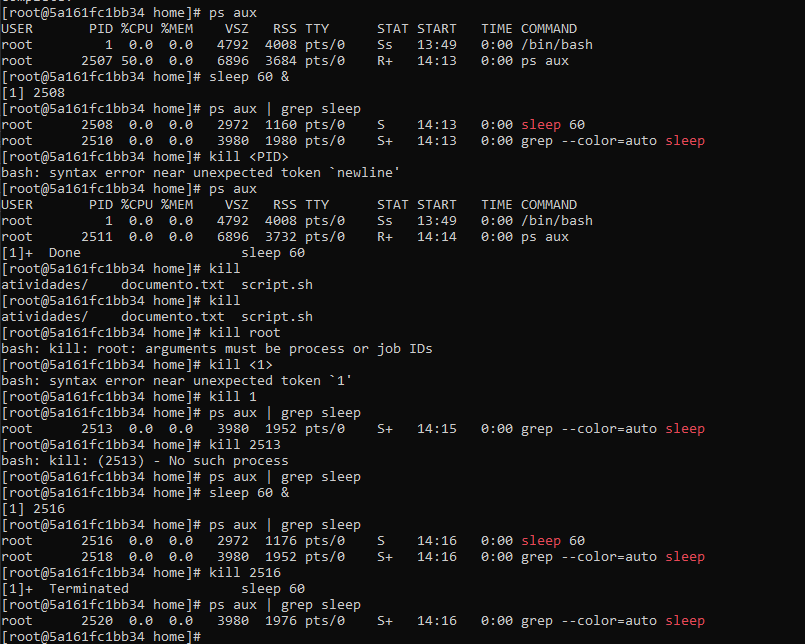 [root@5a161fc1bb34 home]# ps aux
USER       PID %CPU %MEM    VSZ   RSS TTY      STAT START   TIME COMMAND
root         1  0.0  0.0   4792  4008 pts/0    Ss   13:49   0:00 /bin/bash
root      2507 50.0  0.0   6896  3684 pts/0    R+   14:13   0:00 ps aux
[root@5a161fc1bb34 home]# sleep 60 &
[1] 2508
[root@5a161fc1bb34 home]# ps aux | grep sleep
root      2508  0.0  0.0   2972  1160 pts/0    S    14:13   0:00 sleep 60
root      2510  0.0  0.0   3980  1980 pts/0    S+   14:13   0:00 grep --color=auto sleep
[root@5a161fc1bb34 home]# kill <PID>
bash: syntax error near unexpected token `newline'
[root@5a161fc1bb34 home]# ps aux
USER       PID %CPU %MEM    VSZ   RSS TTY      STAT START   TIME COMMAND
root         1  0.0  0.0   4792  4008 pts/0    Ss   13:49   0:00 /bin/bash
root      2511  0.0  0.0   6896  3732 pts/0    R+   14:14   0:00 ps aux
[1]+  Done                    sleep 60
[root@5a161fc1bb34 home]# kill
atividades/    documento.txt  script.sh
[root@5a161fc1bb34 home]# kill
atividades/    documento.txt  script.sh
[root@5a161fc1bb34 home]# kill root
bash: kill: root: arguments must be process or job IDs
[root@5a161fc1bb34 home]# kill <1>
bash: syntax error near unexpected token `1'
[root@5a161fc1bb34 home]# kill 1
[root@5a161fc1bb34 home]# ps aux | grep sleep
root      2513  0.0  0.0   3980  1952 pts/0    S+   14:15   0:00 grep --color=auto sleep
[root@5a161fc1bb34 home]# kill 2513
bash: kill: (2513) - No such process
[root@5a161fc1bb34 home]# ps aux | grep sleep
[root@5a161fc1bb34 home]# sleep 60 &
[1] 2516
[root@5a161fc1bb34 home]# ps aux | grep sleep
root      2516  0.0  0.0   2972  1176 pts/0    S    14:16   0:00 sleep 60
root      2518  0.0  0.0   3980  1952 pts/0    S+   14:16   0:00 grep --color=auto sleep
[root@5a161fc1bb34 home]# kill 2516
[1]+  Terminated              sleep 60
[root@5a161fc1bb34 home]# ps aux | grep sleep
root      2520  0.0  0.0   3980  1976 pts/0    S+   14:16   0:00 grep --color=auto sleep
[root@5a161fc1bb34 home]#